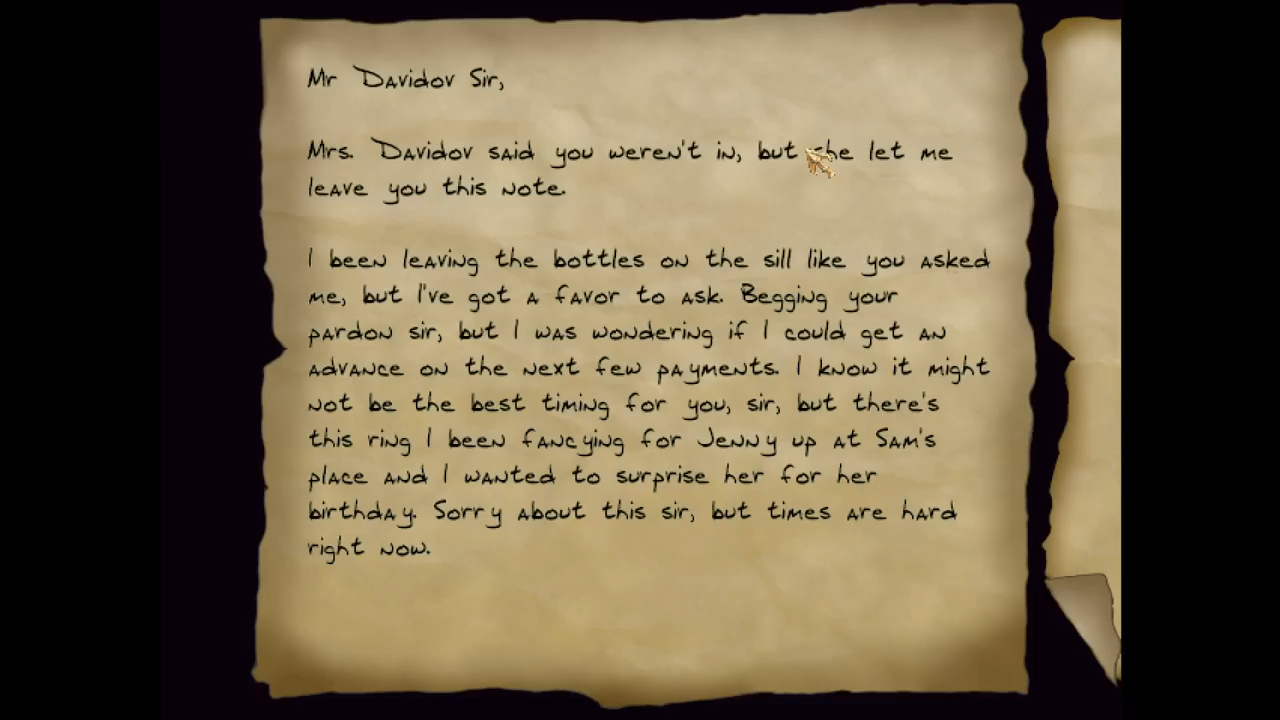 Mr Davidov Sir,
Mrs. Davidov said you weren't in, but she let me
leave you this note.
I been leaving the bottles on the sill like you asked
me, but I've got a favor to ask. Begging your
pardon sir, but I was wondering if I could get an
advance on the next few payments. I know it might
not be the best timing for you, sir, but there's
this ring I been fancying for Jenny up at Sam's
place and I wanted to surprise her for her
birthday. Sorry about this sir, but times are hard
right now.